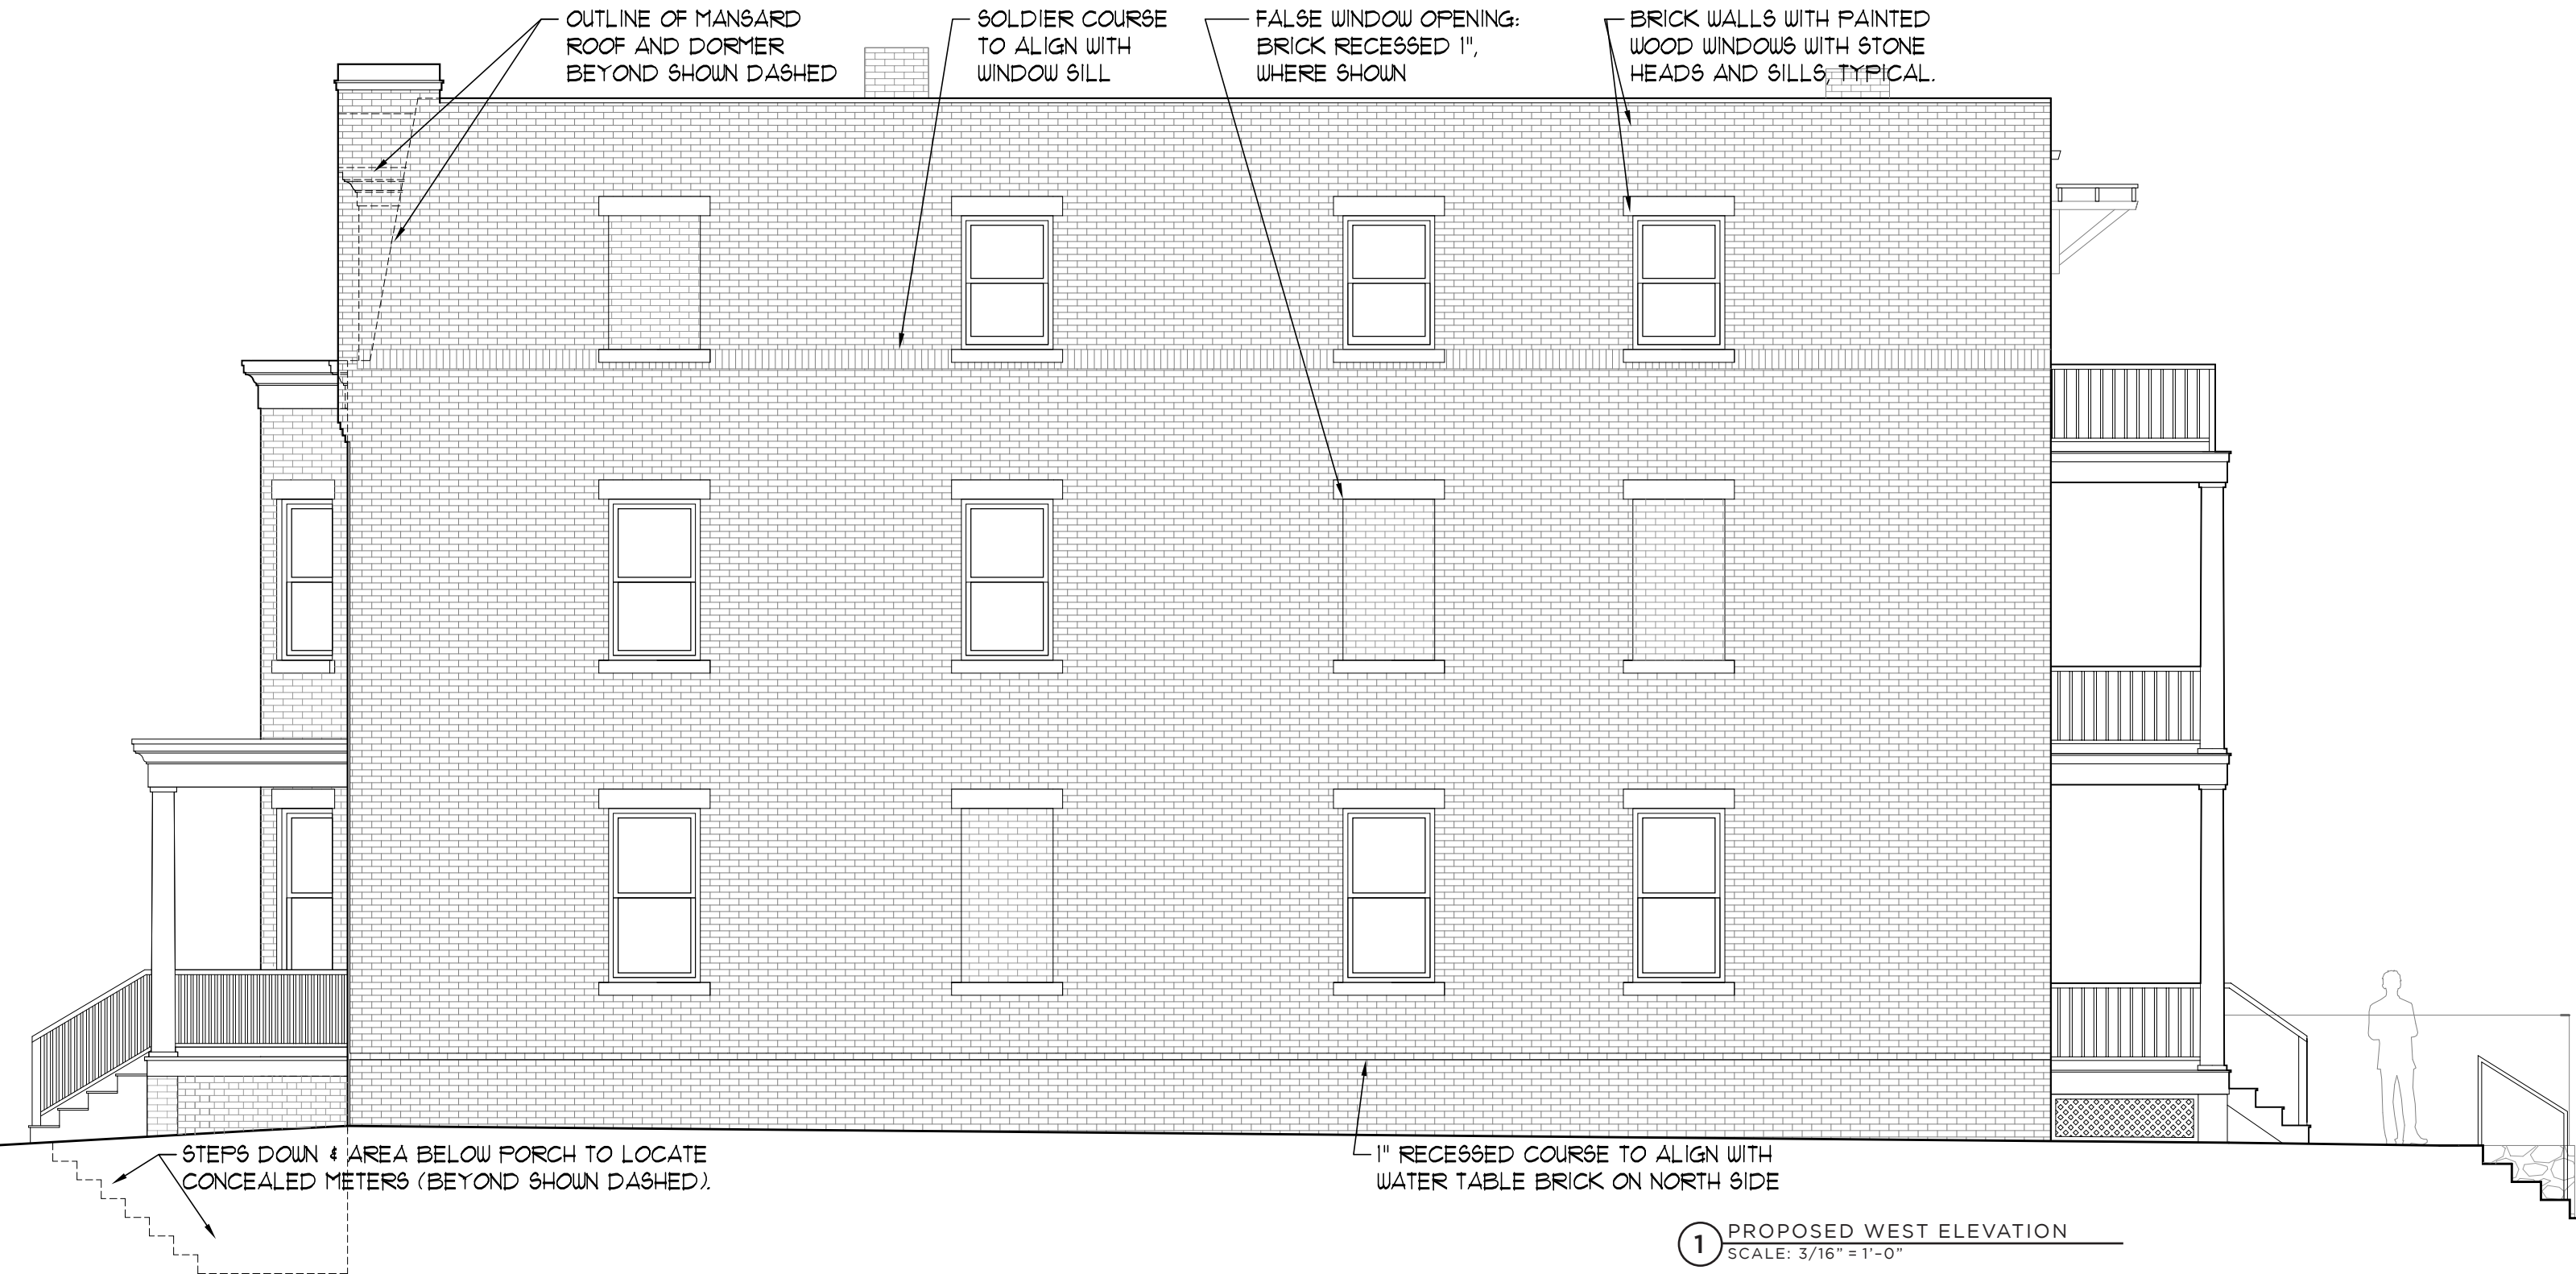 OUTLINE OF MANSARD
ROOF AND DORMER
BEYOND SHOWN DASHED
SOLDIER COURSE
TO ALIGN WITH
WINDOW SILL
FALSE WINDOW OPENING:
BRICK RECESSED 1",
WHERE SHOWN
BRICK WALLS WITH PAINTED
WOOD WINDOWS WITH STONE
HEADS AND SILLS, TYPICAL.
STEPS DOWN & AREA BELOW PORCH TO LOCATE
CONCEALED METERS (BEYOND SHOWN DASHED).
1" RECESSED COURSE TO ALIGN WITH
WATER TABLE BRICK ON NORTH SIDE
1 PROPOSED WEST ELEVATION
SCALE: 3/16" = 1'-0"